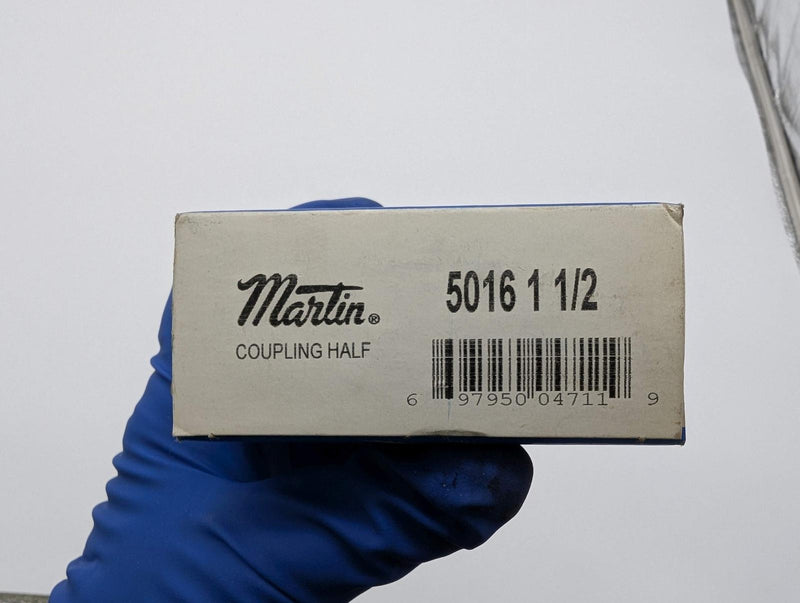 Martin®
COUPLING HALF
5016 1 1/2
6 97950 04711 9